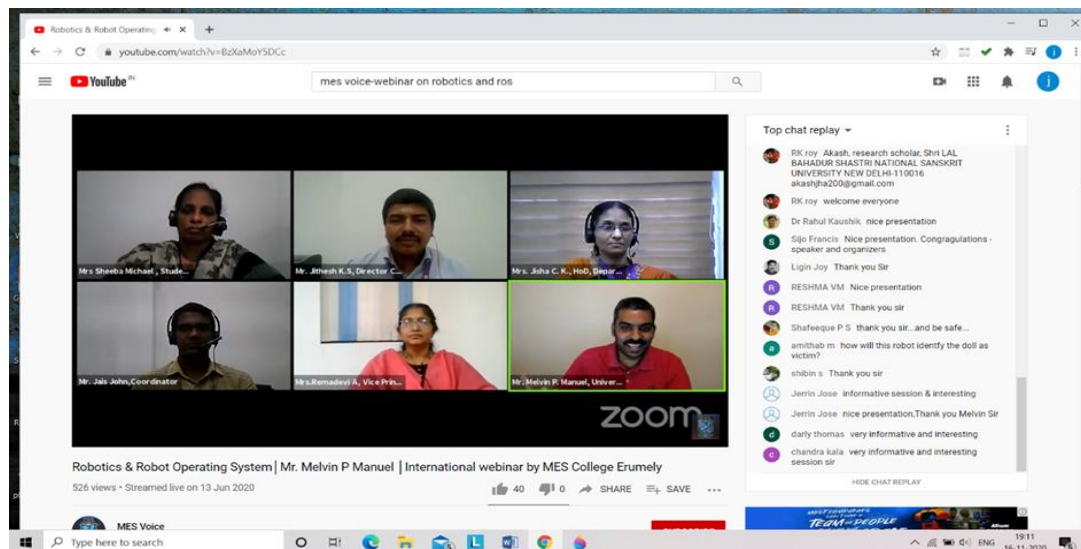 Robotics & Robot Operating
youtube.com/watch?v=BzXaMoY5DCc
YouTube IN
mes voice-webinar on robotics and ros
Mrs Sheeba Michael , Stude...
Mr. Jithesh K.S, Director C...
Mrs. Jisha C. K., HoD, Depar...
Mr. Jais John,Coordinator
Mrs.Remadevi A, Vice Prin...
Mr. Melvin P. Manuel, Univer...
zoom
Robotics & Robot Operating System | Mr. Melvin P Manuel | International webinar by MES College Erumely
526 views • Streamed live on 13 Jun 2020
40
0
SHARE
SAVE
MES Voice
Top chat replay
RK roy Akash, research scholar, Shri LAL
BAHADUR SHASTRI NATIONAL SANSKRIT
UNIVERSITY NEW DELHI-110016
akashjha200@gmail.com
RK roy welcome everyone
Dr Rahul Kaushik nice presentation
Sijo Francis Nice presentation. Congragulations -
speaker and organizers
Ligin Joy Thank you Sir
RESHMA VM Nice presentation
RESHMA VM Thank you sir
Shafeeque P S thank you sir...and be safe...
amithab m how will this robot identfy the doll as
victim?
shibin s Thank you sir
Jerrin Jose informative session & interesting
Jerrin Jose nice presentation,Thank you Melvin Sir
darly thomas very informative and interesting
chandra kala very informative and interesting
session sir
HIDE CHAT REPLAY
TEAM of PEOPLE
Type here to search
ENG
19:11
16-11-2020